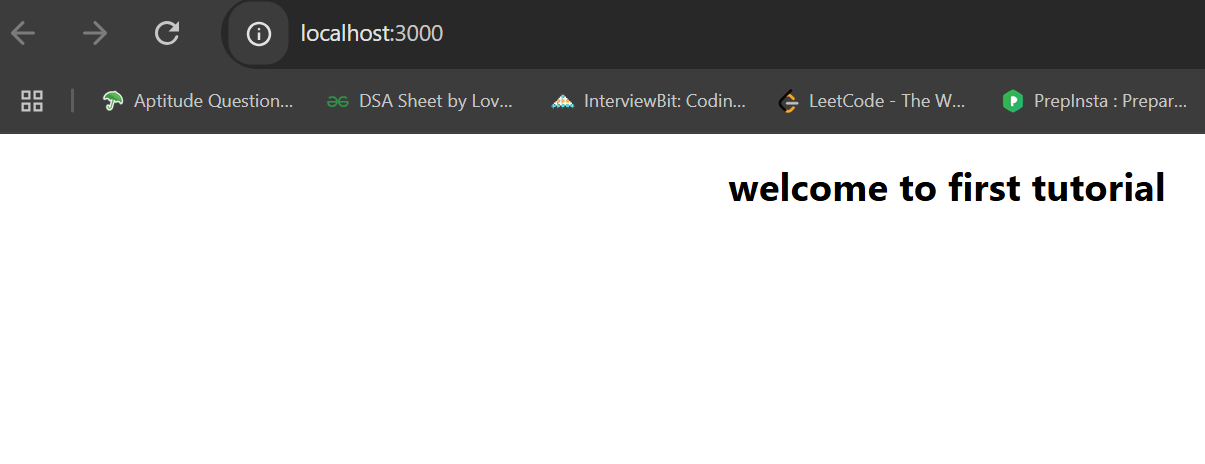 localhost:3000
Aptitude Question... DSA Sheet by Lov... InterviewBit: Codin... LeetCode - The W... PrepInsta : Prepar...
welcome to first tutorial